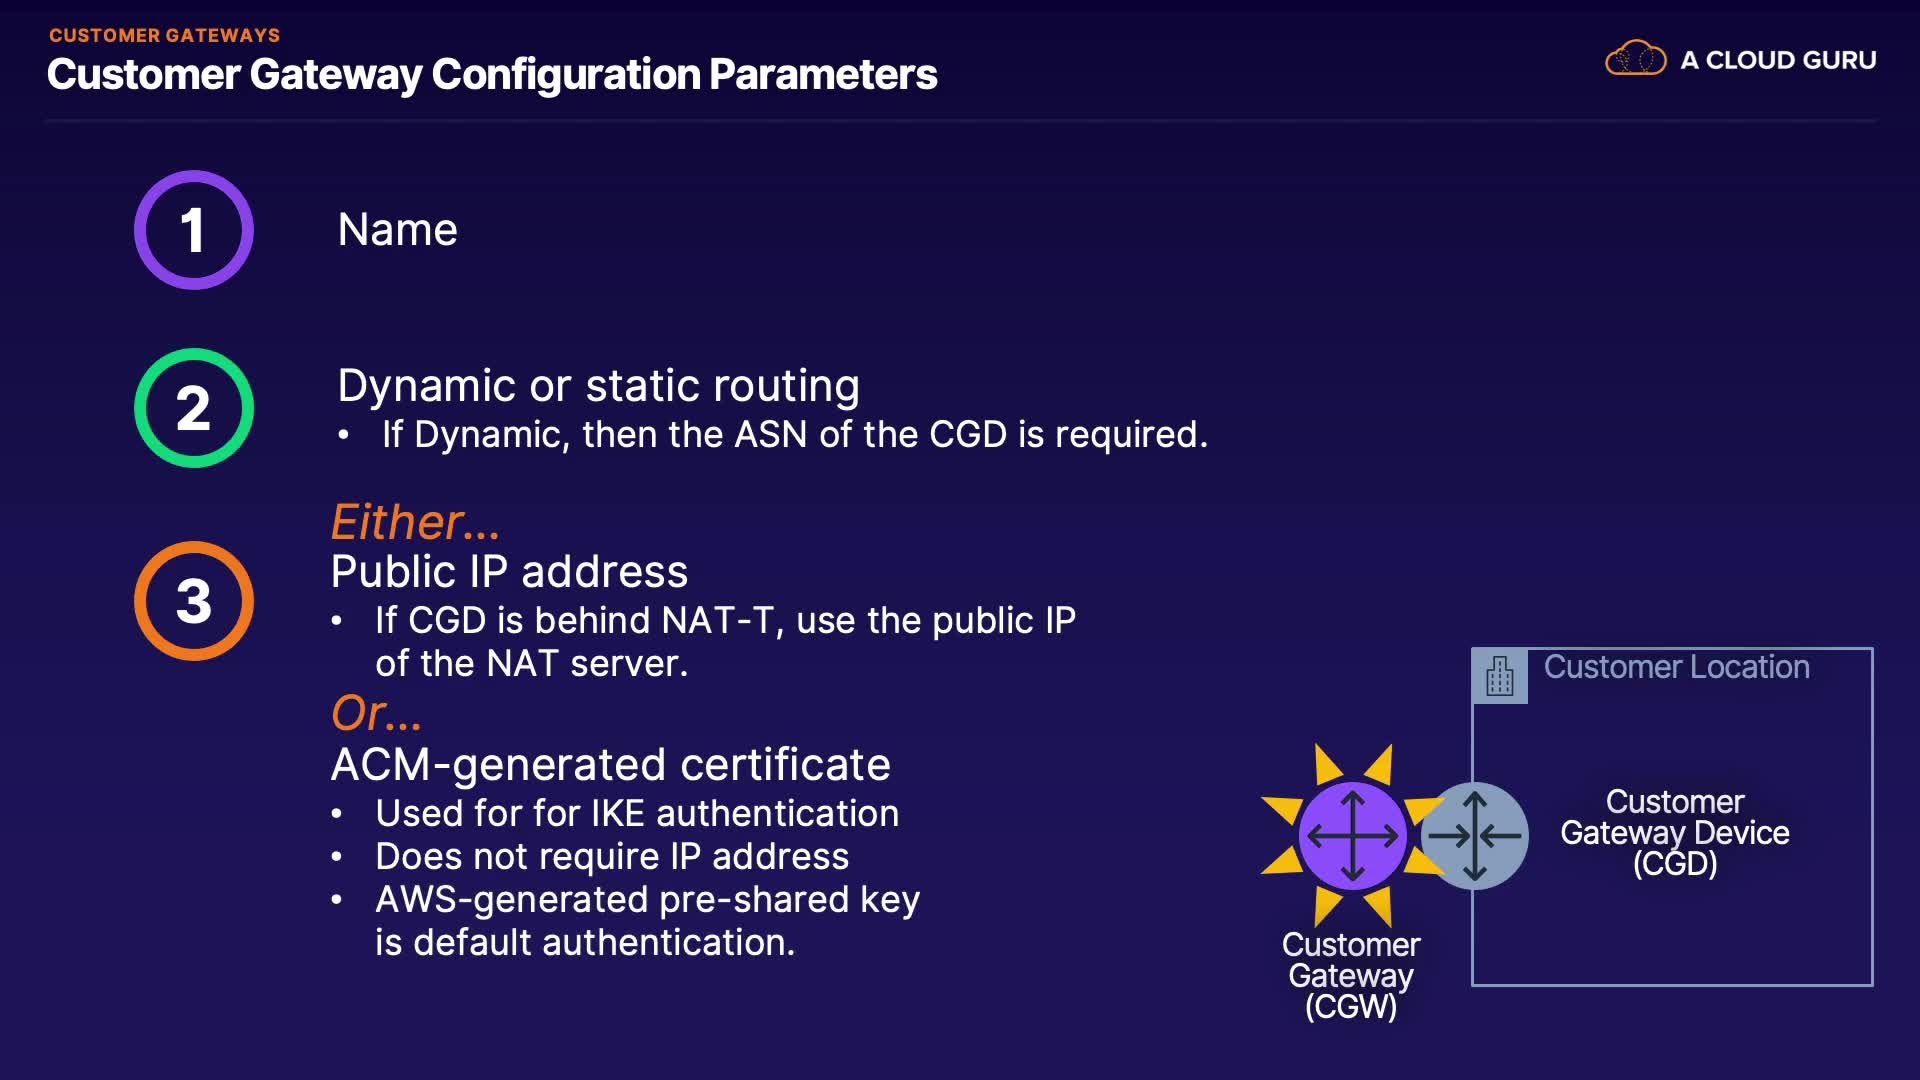 CUSTOMER GATEWAYS
Customer Gateway Configuration Parameters
A CLOUD GURU
1
Name
2
Dynamic or static routing
• If Dynamic, then the ASN of the CGD is required.
3
Either...
Public IP address
• If CGD is behind NAT-T, use the public IP
of the NAT server.
Or...
ACM-generated certificate
• Used for for IKE authentication
• Does not require IP address
• AWS-generated pre-shared key
is default authentication.
Customer Location
Customer
Gateway Device
(CGD)
Customer
Gateway
(CGW)